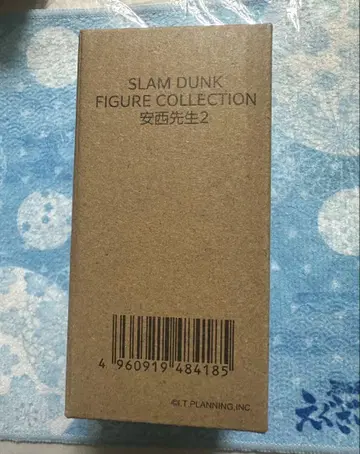 SLAM DUNK
FIGURE COLLECTION
安西先生2
4 960919 484185
©I.T PLANNING,INC.